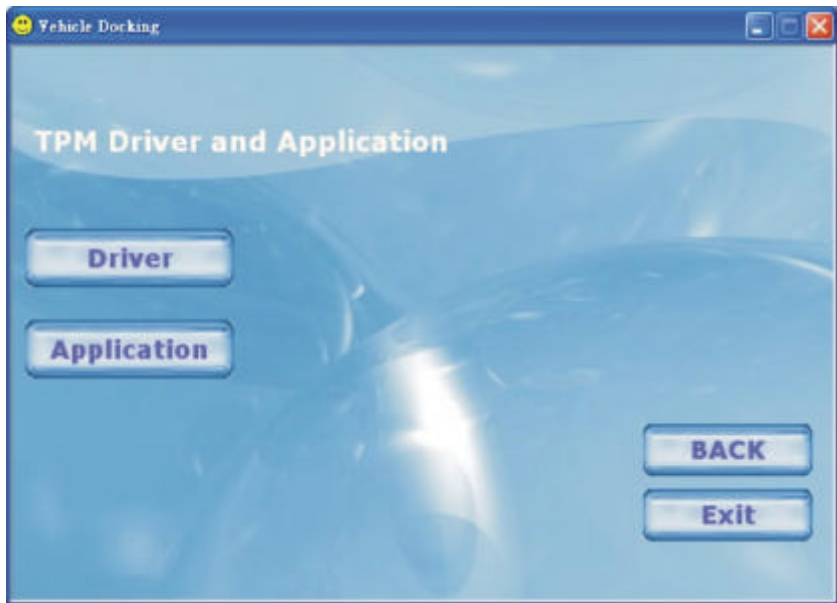 Vehicle Docking
TPM Driver and Application
Driver
Application
BACK
Exit